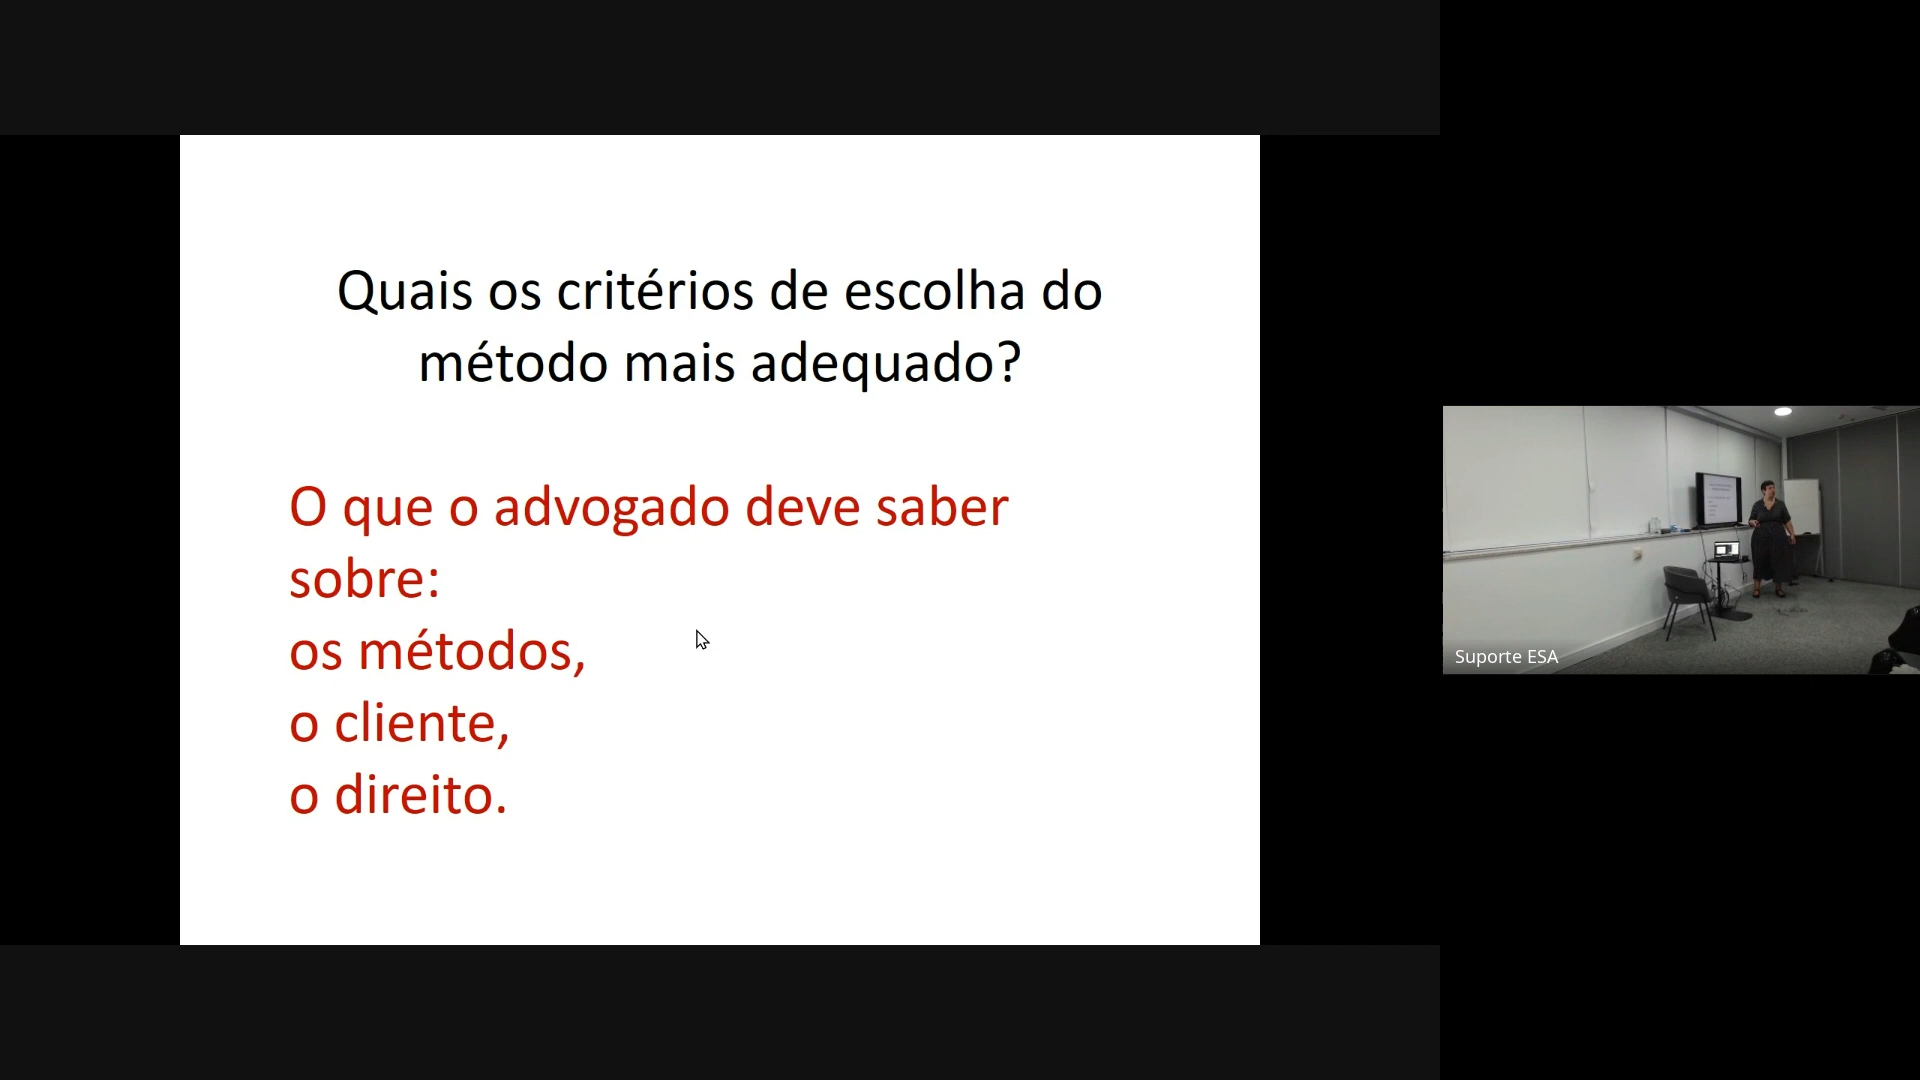 Quais os critérios de escolha do
método mais adequado?
O que o advogado deve saber
sobre:
os métodos,
o cliente,
o direito.
Suporte ESA